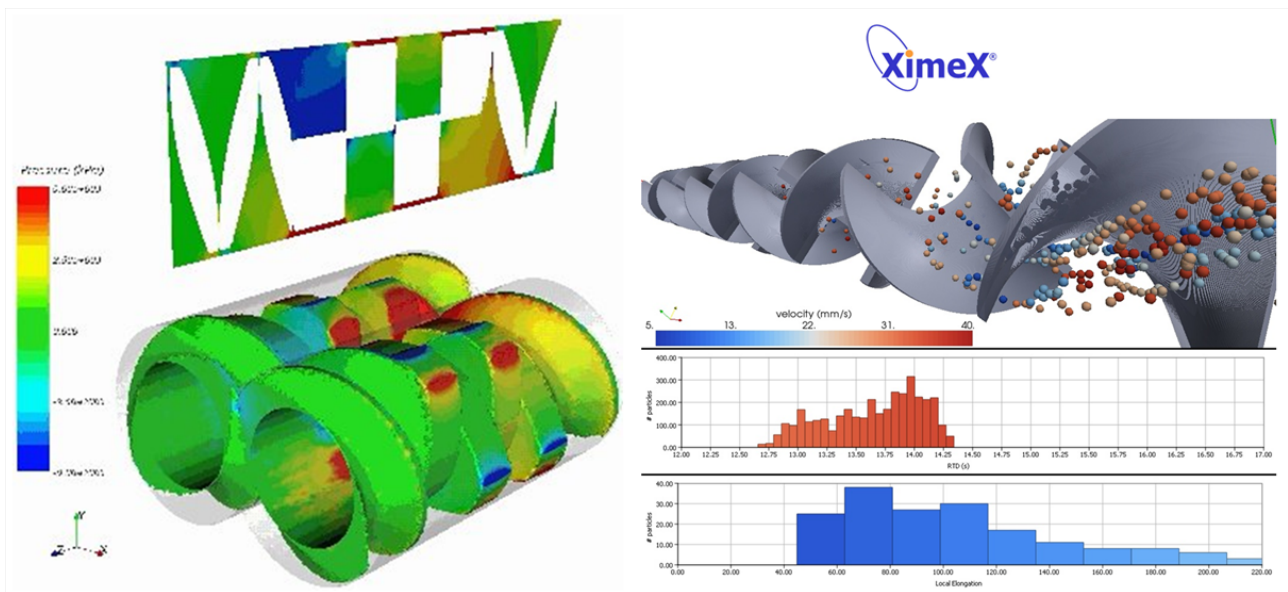 XimeX®
Pressure
Y
Z X
velocity (mm/s)
5. 13. 22. 31. 40.
400.00
300.00
200.00
100.00
0.00
# particles
12.00 12.25 12.50 12.75 13.00 13.25 13.50 13.75 14.00 14.25 14.50 14.75 15.00 15.25 15.50 15.75 16.00 16.25 16.50 16.75 17.00
RTD (s)
40.00
30.00
20.00
10.00
0.00
# particles
0.00 20.00 40.00 60.00 80.00 100.00 120.00 140.00 160.00 180.00 200.00 220.00
Local Elongation